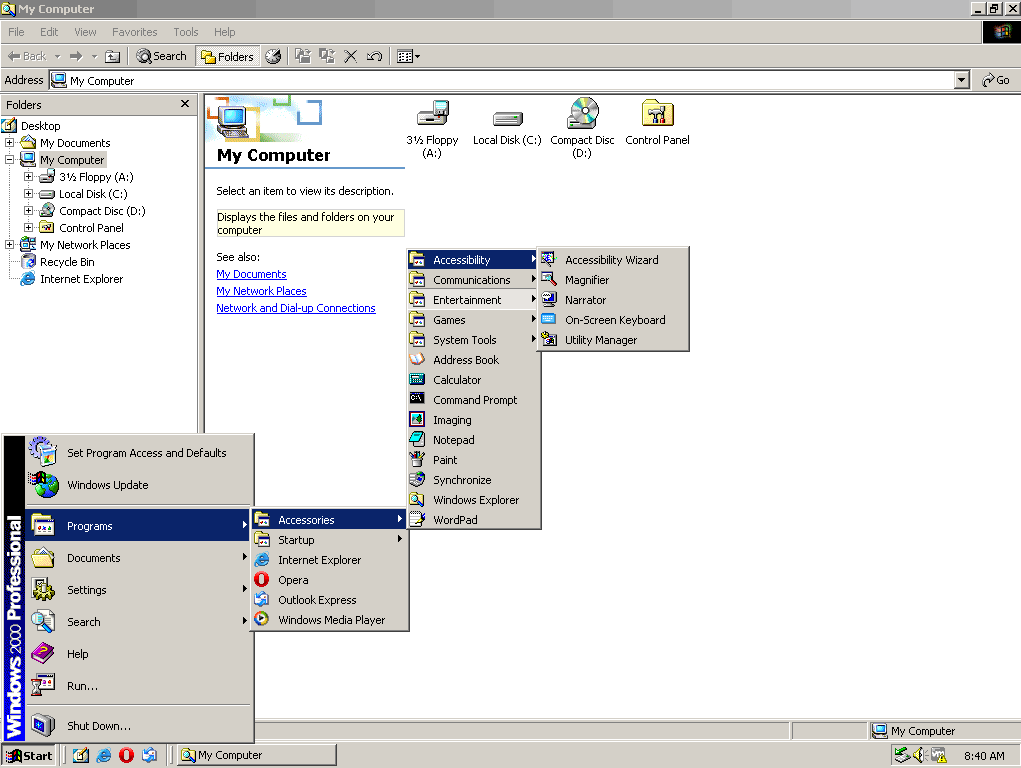 My Computer
File Edit View Favorites Tools Help
Back Search Folders
Address My Computer Go
Folders
Desktop
My Documents
My Computer
3½ Floppy (A:)
Local Disk (C:)
Compact Disc (D:)
Control Panel
My Network Places
Recycle Bin
Internet Explorer
My Computer
Select an item to view its description.
Displays the files and folders on your
computer
See also:
My Documents
My Network Places
Network and Dial-up Connections
3½ Floppy
(A:)
Local Disk (C:)
Compact Disc
(D:)
Control Panel
Accessibility
Communications
Entertainment
Games
System Tools
Address Book
Calculator
Command Prompt
Imaging
Notepad
Paint
Synchronize
Windows Explorer
WordPad
Accessibility Wizard
Magnifier
Narrator
On-Screen Keyboard
Utility Manager
Set Program Access and Defaults
Windows Update
Programs
Documents
Settings
Search
Help
Run...
Shut Down...
Windows 2000 Professional
Accessories
Startup
Internet Explorer
Opera
Outlook Express
Windows Media Player
My Computer
Start
My Computer
8:40 AM